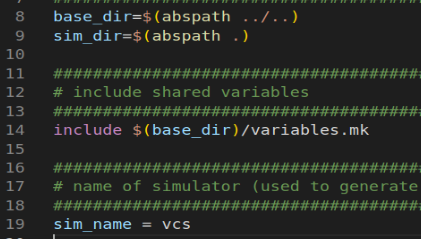 8 base_dir=$(abspath ../..)
9 sim_dir=$(abspath .)
10
11 #####################################
12 # include shared variables
13 #####################################
14 include $(base_dir)/variables.mk
15
16 #####################################
17 # name of simulator (used to generate
18 #####################################
19 sim_name = vcs